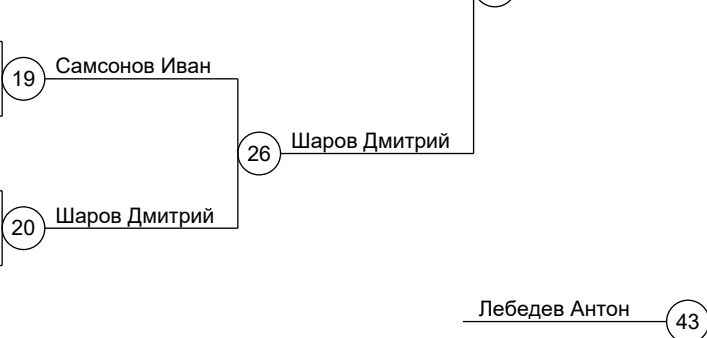 19 Самсонов Иван
26 Шаров Дмитрий
20 Шаров Дмитрий
Лебедев Антон 43